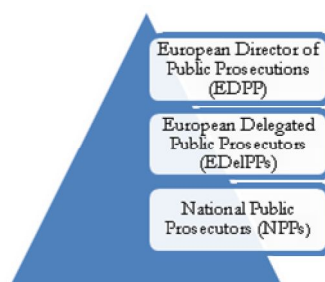 European Director of
Public Prosecutions
(EDPP)
European Delegated
Public Prosecutors
(EDelPPs)
National Public
Prosecutors (NPPs)